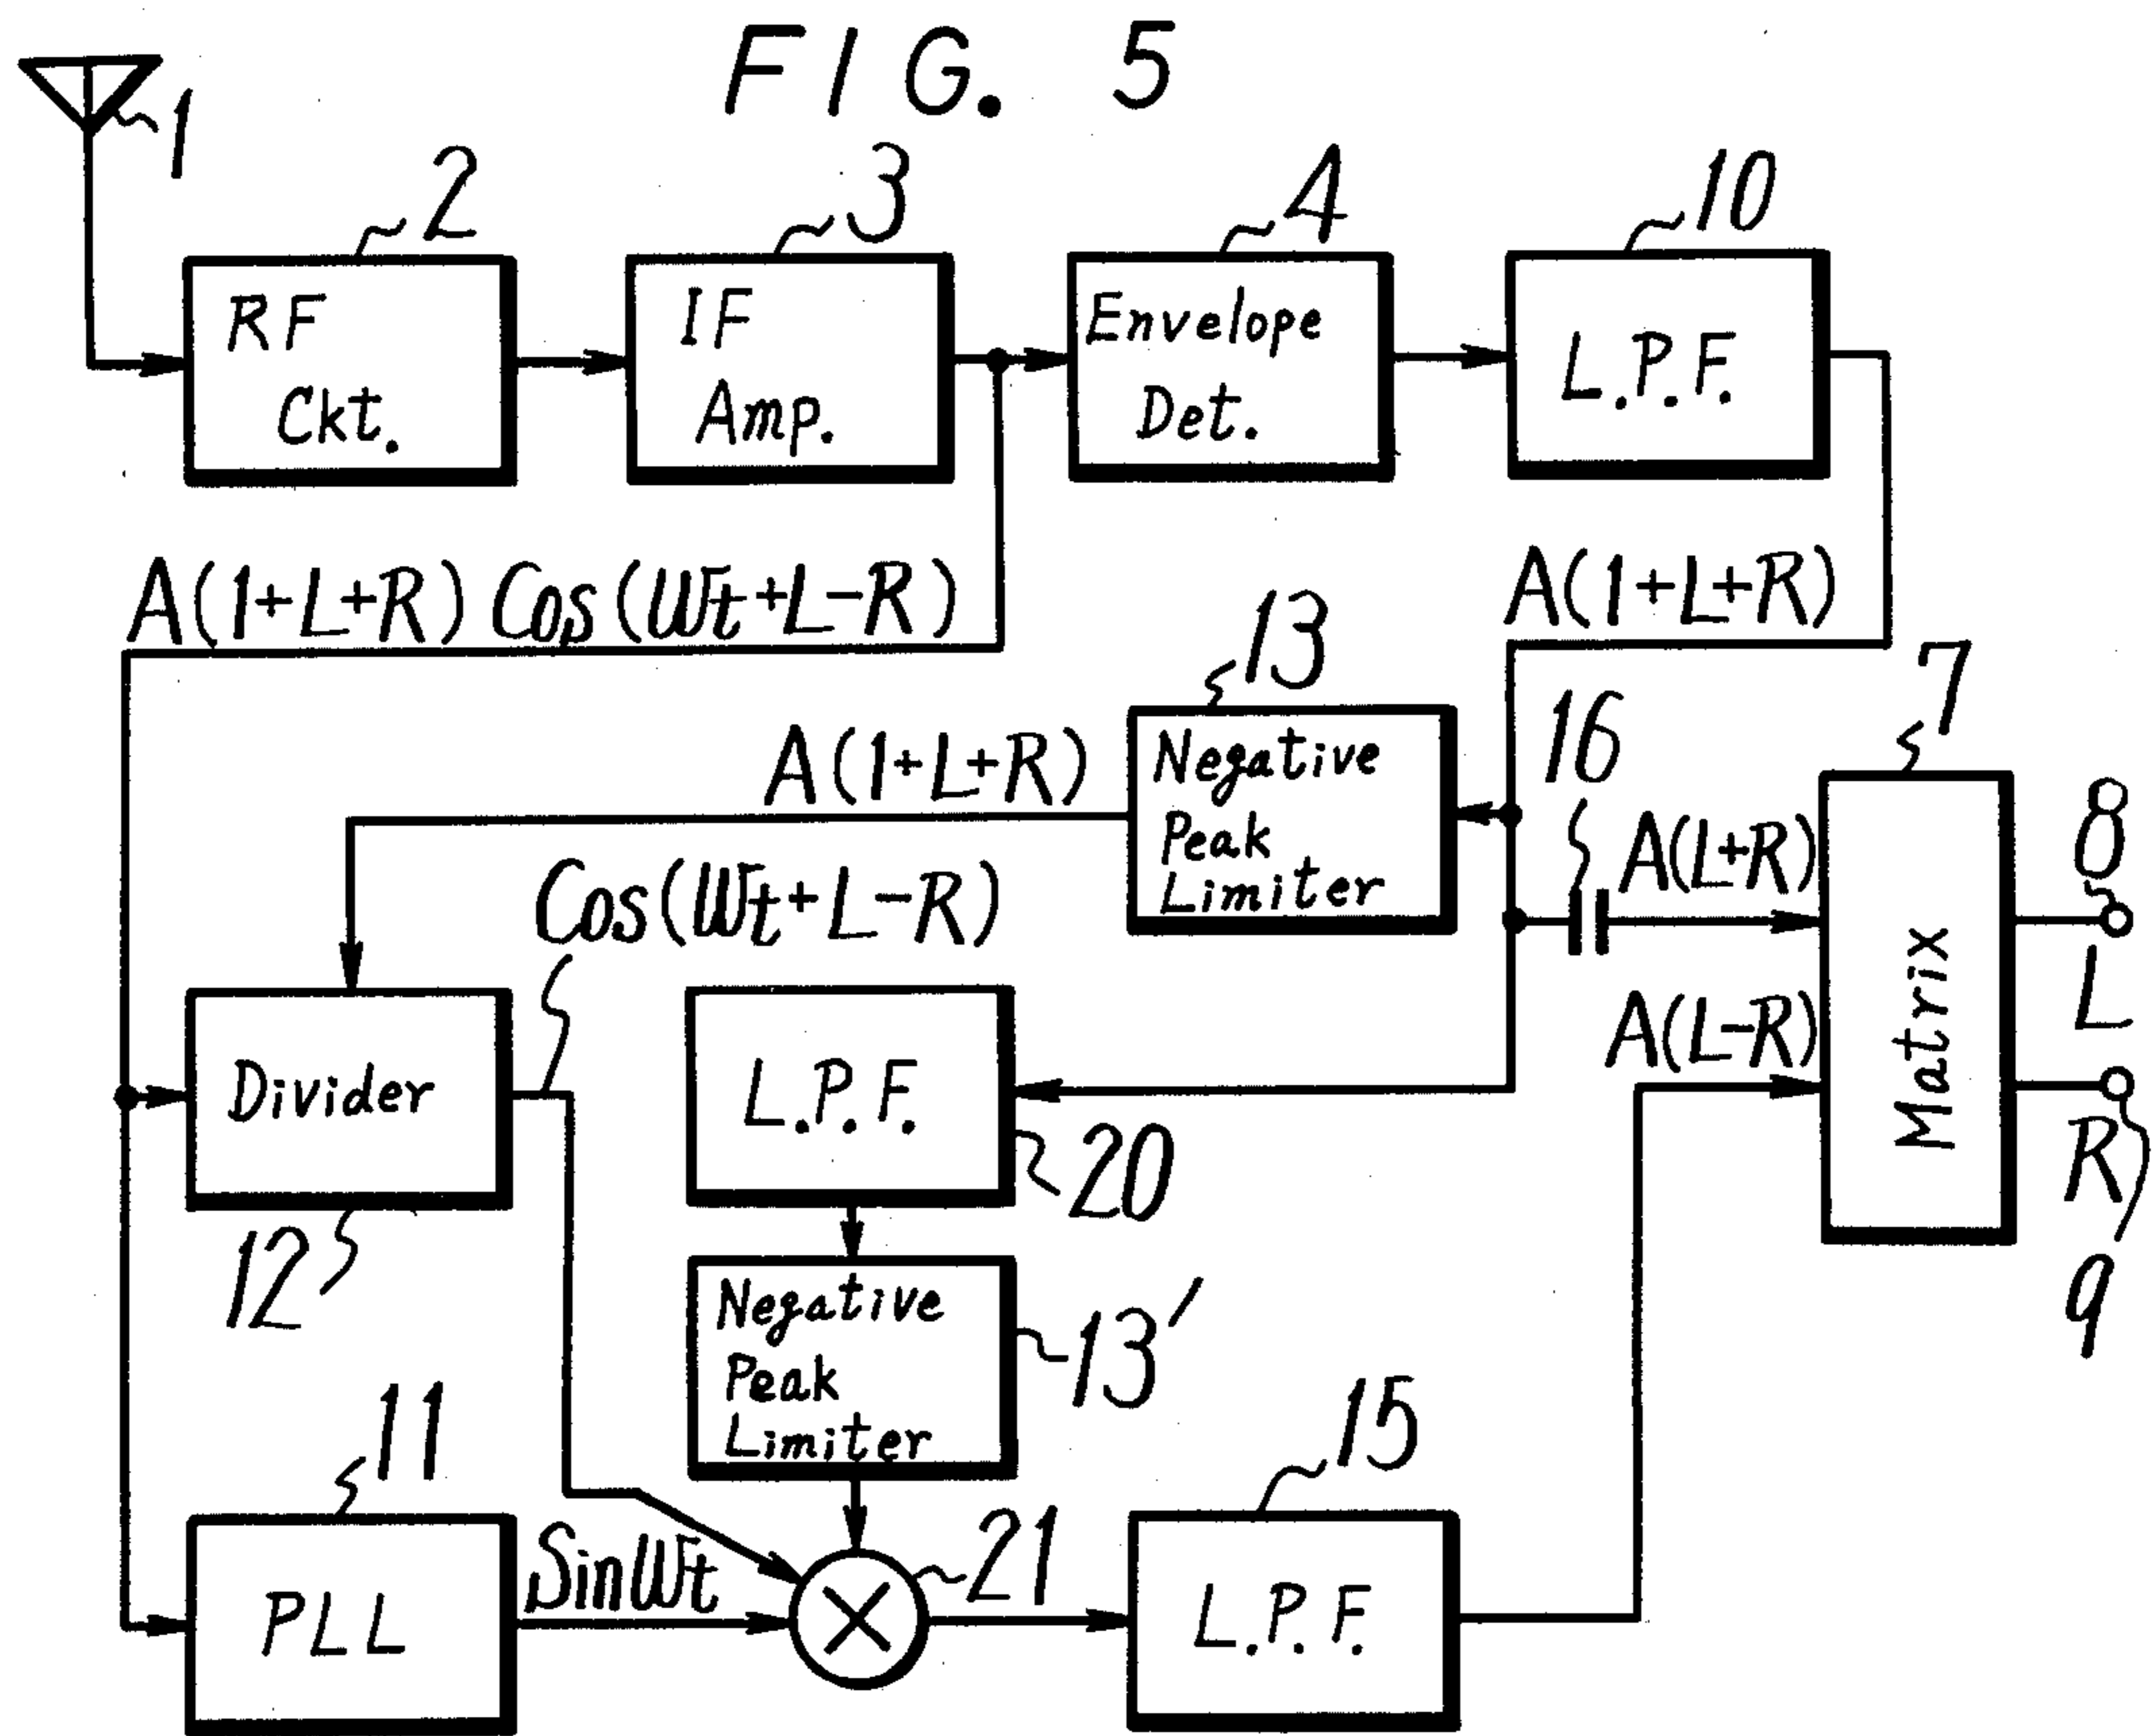 FIG. 5
1
2
3
4
10
RF
Ckt.
IF
Amp.
Envelope
Det.
L.P.F.
A(1+L+R) Cos(Wt+L-R)
A(1+L+R)
13
7
16
8
A(1+L+R)
Negative
Peak
Limiter
A(L+R)
Cos(Wt+L-R)
L
A(L-R)
Matrix
Divider
L.P.F.
R
12
20
9
Negative
Peak
Limiter
13'
11
15
PLL
SinWt
21
L.P.F.